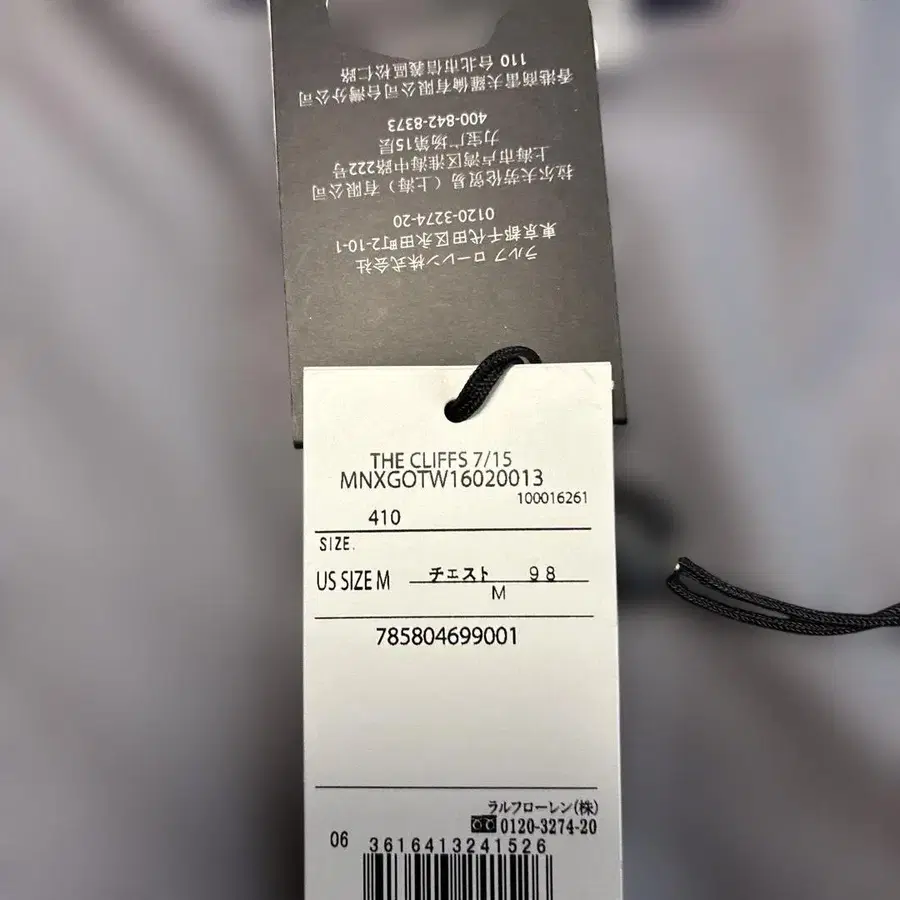 ラルフ ローレン株式会社
東京都千代田区永田町2-10-1
0120-3274-20
拉尔夫劳伦贸易（上海）有限公司
上海市卢湾区淮海中路222号
力宝广场第15层
400-842-8373
香港商雷夫羅倫有限公司台灣分公司
110 台北市信義區松仁路
THE CLIFFS 7/15
MNXGOTW16020013
100016261
410
SIZE.
US SIZE M チェスト 98
M
785804699001
ラルフローレン(株)
0120-3274-20
06 3616413241526